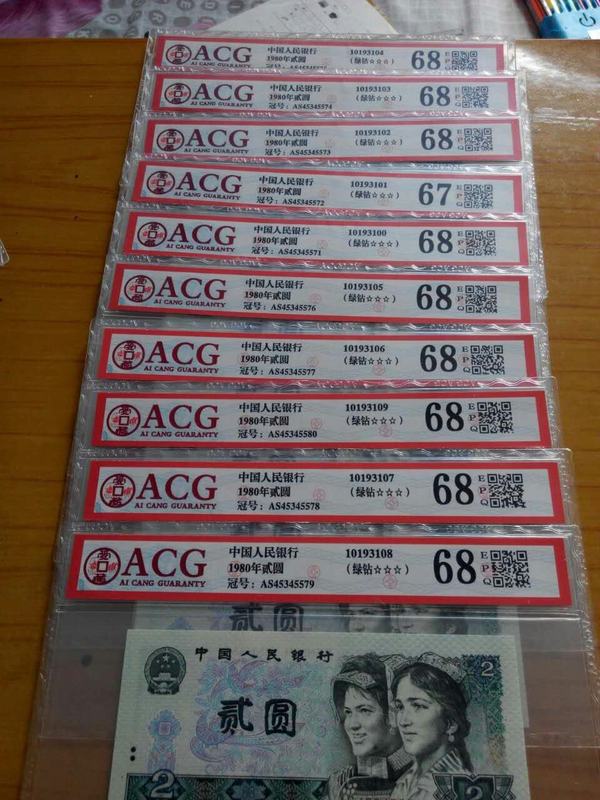 ACG
AI CANG GUARANTY
中国人民银行
1980年贰圆
冠号：
10193104
（绿钻☆☆☆）
68
E
ACG
AI CANG GUARANTY
中国人民银行
1980年贰圆
冠号：AS45345574
10193103
（绿钻☆☆☆）
68
E
P
ACG
AI CANG GUARANTY
中国人民银行
1980年贰圆
冠号：AS45345573
10193102
（绿钻☆☆☆）
68
E
P
ACG
AI CANG GUARANTY
中国人民银行
1980年贰圆
冠号：AS45345572
10193101
（绿钻☆☆☆）
67
E
P
Q
ACG
AI CANG GUARANTY
中国人民银行
1980年贰圆
冠号：AS45345571
10193100
（绿钻☆☆☆）
68
E
P
Q
ACG
AI CANG GUARANTY
中国人民银行
1980年贰圆
冠号：AS45345576
10193105
（绿钻☆☆☆）
68
E
P
Q
ACG
AI CANG GUARANTY
中国人民银行
1980年贰圆
冠号：AS45345577
10193106
（绿钻☆☆☆）
68
E
P
Q
ACG
AI CANG GUARANTY
中国人民银行
1980年贰圆
冠号：AS45345580
10193109
（绿钻☆☆☆）
68
E
P
Q
ACG
AI CANG GUARANTY
中国人民银行
1980年贰圆
冠号：AS45345578
10193107
（绿钻☆☆☆）
68
E
P
Q
ACG
AI CANG GUARANTY
中国人民银行
1980年贰圆
冠号：AS45345579
10193108
（绿钻☆☆☆）
68
E
P
Q
中国人民银行
贰圆
2
2
2